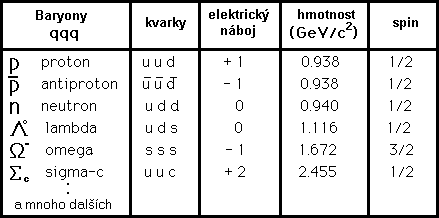 Baryony qqq | kvarky | elektrický náboj | hmotnost (GeV/c²) | spin
p proton | u u d | + 1 | 0.938 | 1/2
p̅ antiproton | u̅ u̅ d̅ | - 1 | 0.938 | 1/2
n neutron | u d d | 0 | 0.940 | 1/2
Λ° lambda | u d s | 0 | 1.116 | 1/2
Ω⁻ omega | s s s | - 1 | 1.672 | 3/2
Σc sigma-c | u u c | + 2 | 2.455 | 1/2
⋮
a mnoho dalších